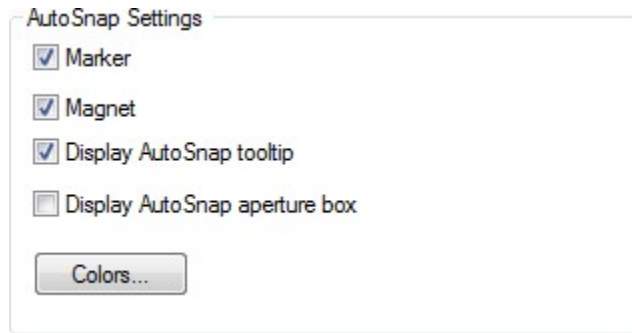 AutoSnap Settings
Marker
Magnet
Display AutoSnap tooltip
Display AutoSnap aperture box
Colors...